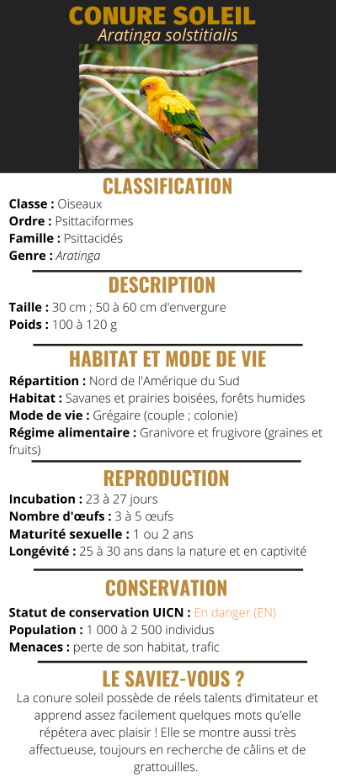 CONURE SOLEIL
Aratinga solstitialis
CLASSIFICATION
Classe : Oiseaux
Ordre : Psittaciformes
Famille : Psittacidés
Genre : Aratinga
DESCRIPTION
Taille : 30 cm ; 50 à 60 cm d'envergure
Poids : 100 à 120 g
HABITAT ET MODE DE VIE
Répartition : Nord de l'Amérique du Sud
Habitat : Savanes et prairies boisées, forêts humides
Mode de vie : Grégaire (couple ; colonie)
Régime alimentaire : Granivore et frugivore (graines et
fruits)
REPRODUCTION
Incubation : 23 à 27 jours
Nombre d'œufs : 3 à 5 œufs
Maturité sexuelle : 1 ou 2 ans
Longévité : 25 à 30 ans dans la nature et en captivité
CONSERVATION
Statut de conservation UICN : En danger (EN)
Population : 1 000 à 2 500 individus
Menaces : perte de son habitat, trafic
LE SAVIEZ-VOUS ?
La conure soleil possède de réels talents d'imitateur et
apprend assez facilement quelques mots qu'elle
répétera avec plaisir ! Elle se montre aussi très
affectueuse, toujours en recherche de câlins et de
grattouilles.